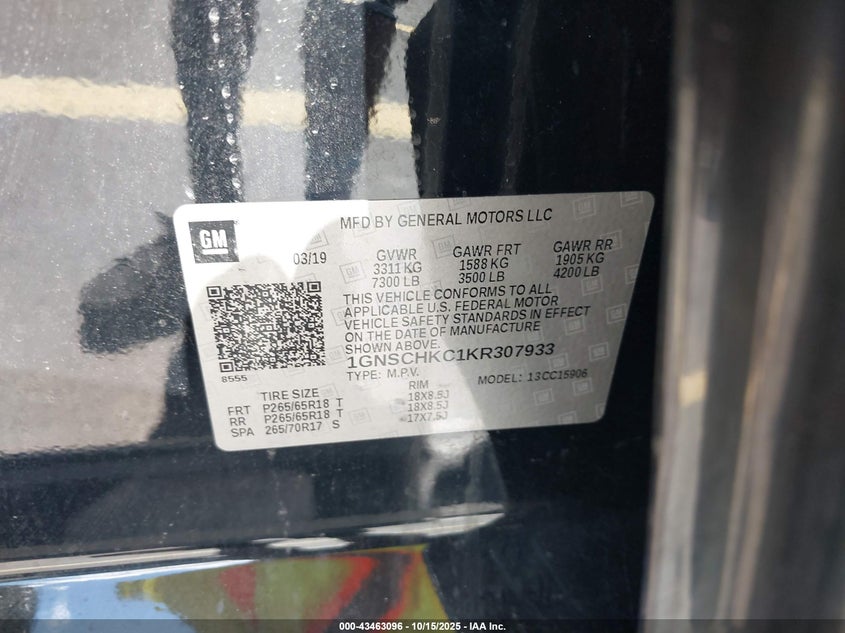 GM
MFD BY GENERAL MOTORS LLC
03/19
GVWR GAWR FRT GAWR RR
3311 KG 1588 KG 1905 KG
7300 LB 3500 LB 4200 LB
THIS VEHICLE CONFORMS TO ALL
APPLICABLE U.S. FEDERAL MOTOR
VEHICLE SAFETY STANDARDS IN EFFECT
ON THE DATE OF MANUFACTURE
SHOWN ABOVE.
1GNSCHKC1KR307933
8555
TYPE: M.P.V. MODEL: 13CC15906
TIRE SIZE RIM
FRT P265/65R18 T 18X8.5J
RR P265/65R18 T 18X8.5J
SPA 265/70R17 S 17X7.5J
000-43463096 - 10/15/2025 - IAA Inc.